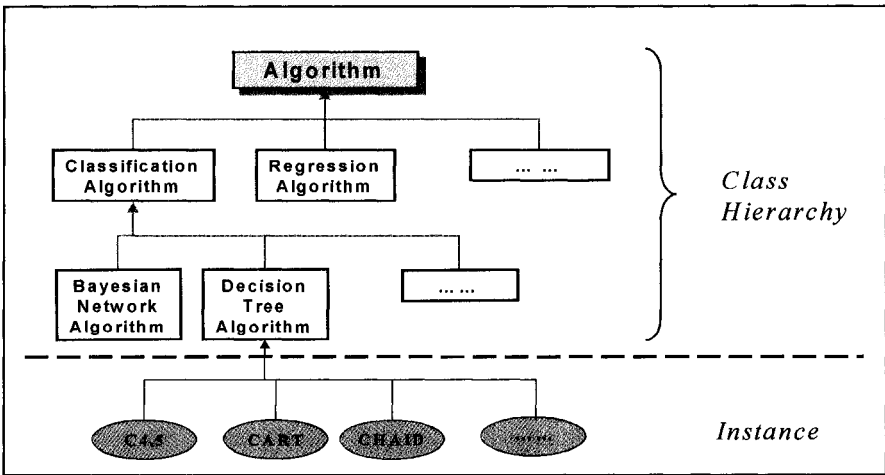 Algorithm
Classification
Algorithm
Regression
Algorithm
... ...
Class
Hierarchy
Bayesian
Network
Algorithm
Decision
Tree
Algorithm
... ...
C4.5
CART
CHAID
... ...
Instance